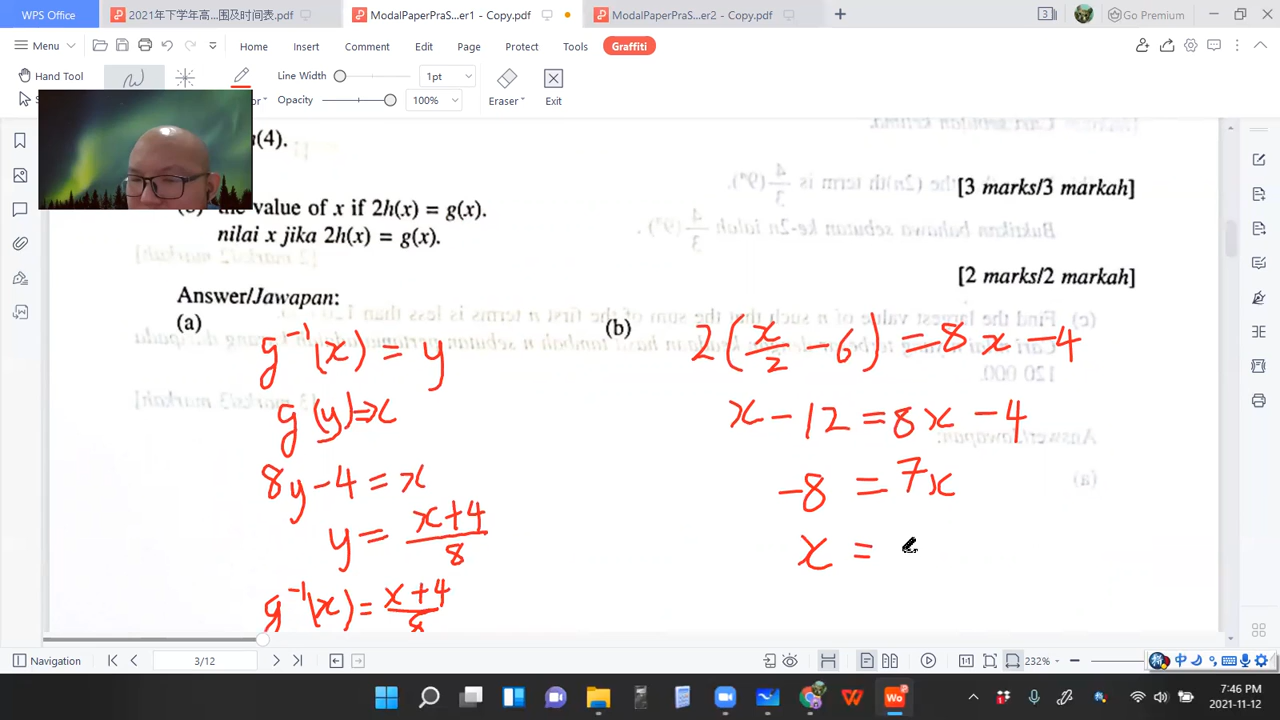 WPS Office
2021年下学年高...围及时间表.pdf
ModalPaperPraS...er1 - Copy.pdf
ModalPaperPraS...er2 - Copy.pdf
3
Go Premium
Menu
Home
Insert
Comment
Edit
Page
Protect
Tools
Graffiti
Hand Tool
Line Width
1pt
Opacity
100%
Eraser
Exit
(4).
[3 marks/3 markah]
the value of x if 2h(x) = g(x).
nilai x jika 2h(x) = g(x).
[2 marks/2 markah]
Answer/Jawapan:
(a)
g⁻¹(x) = y
g(y)=x
8y-4=x
y = (x+4)/8
g⁻¹(x) = (x+4)/8
(b)
2(x/2 - 6) = 8x - 4
x - 12 = 8x - 4
-8 = 7x
x =
Navigation
3/12
232%
中
7:46 PM
2021-11-12